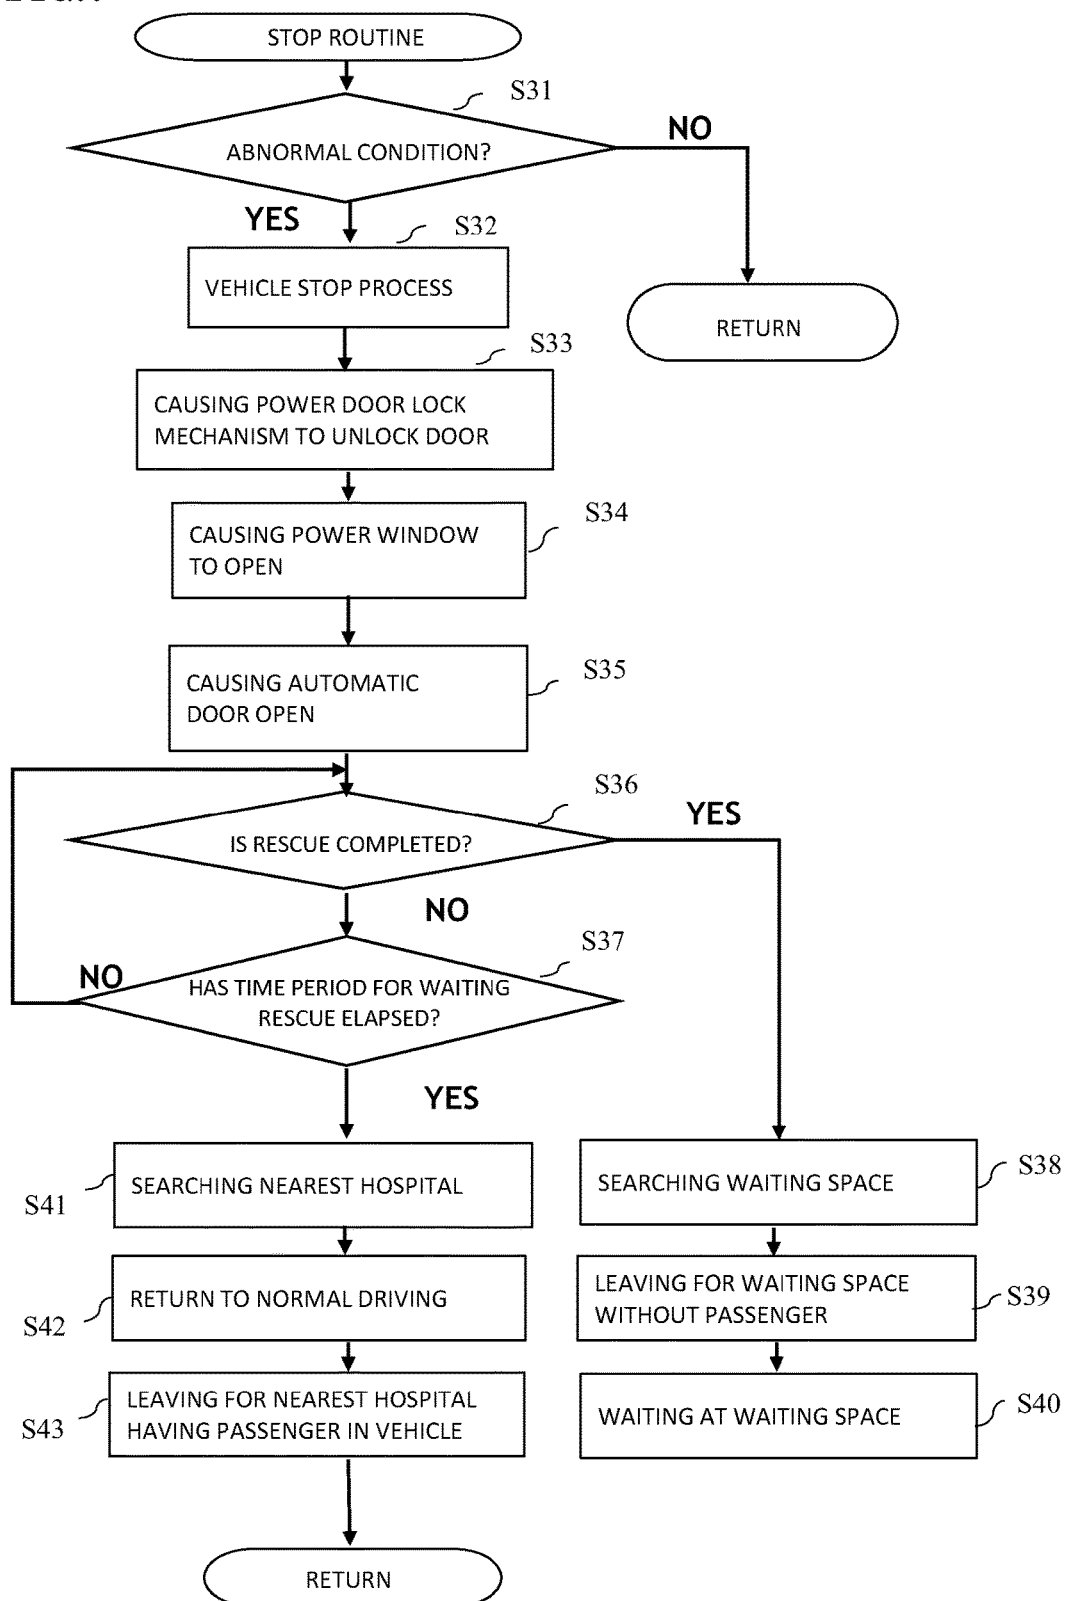 STOP ROUTINE
S31
ABNORMAL CONDITION?
NO
YES
S32
VEHICLE STOP PROCESS
RETURN
S33
CAUSING POWER DOOR LOCK
MECHANISM TO UNLOCK DOOR
S34
CAUSING POWER WINDOW
TO OPEN
S35
CAUSING AUTOMATIC
DOOR OPEN
S36
IS RESCUE COMPLETED?
YES
NO
S37
NO
HAS TIME PERIOD FOR WAITING
RESCUE ELAPSED?
YES
S41
SEARCHING NEAREST HOSPITAL
S38
SEARCHING WAITING SPACE
S42
RETURN TO NORMAL DRIVING
S39
LEAVING FOR WAITING SPACE
WITHOUT PASSENGER
S43
LEAVING FOR NEAREST HOSPITAL
HAVING PASSENGER IN VEHICLE
S40
WAITING AT WAITING SPACE
RETURN